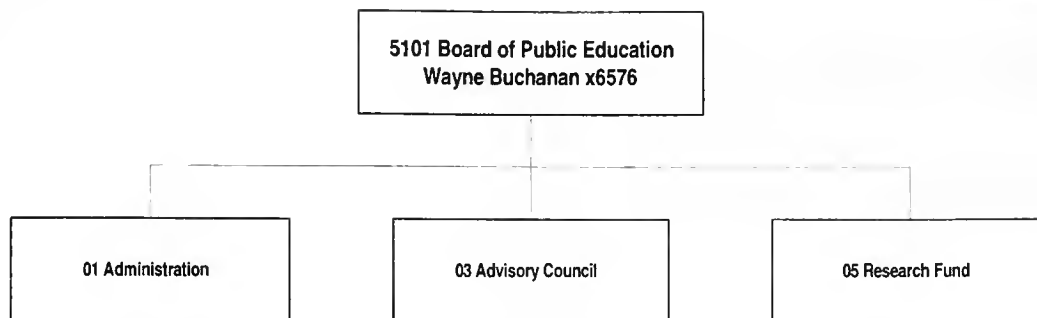 5101 Board of Public Education
Wayne Buchanan x6576
01 Administration
03 Advisory Council
05 Research Fund